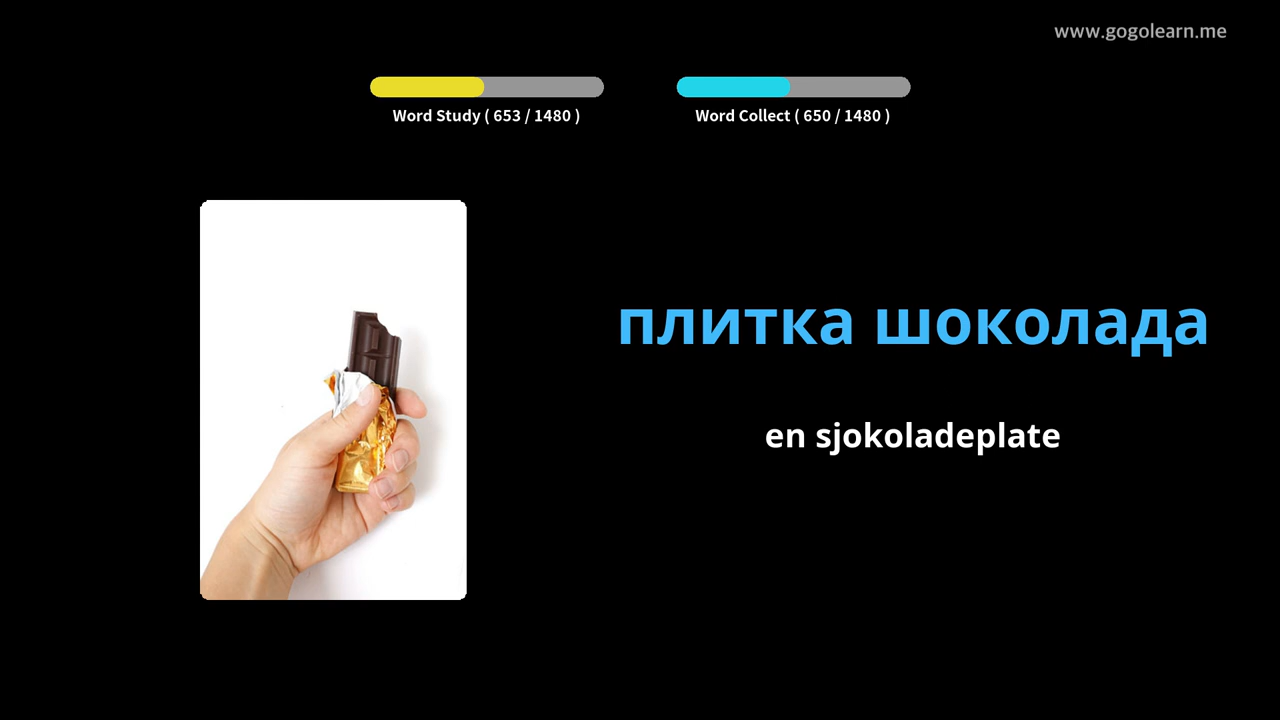 www.gogolearn.me
Word Study ( 653 / 1480 )
Word Collect ( 650 / 1480 )
плитка шоколада
en sjokoladeplate